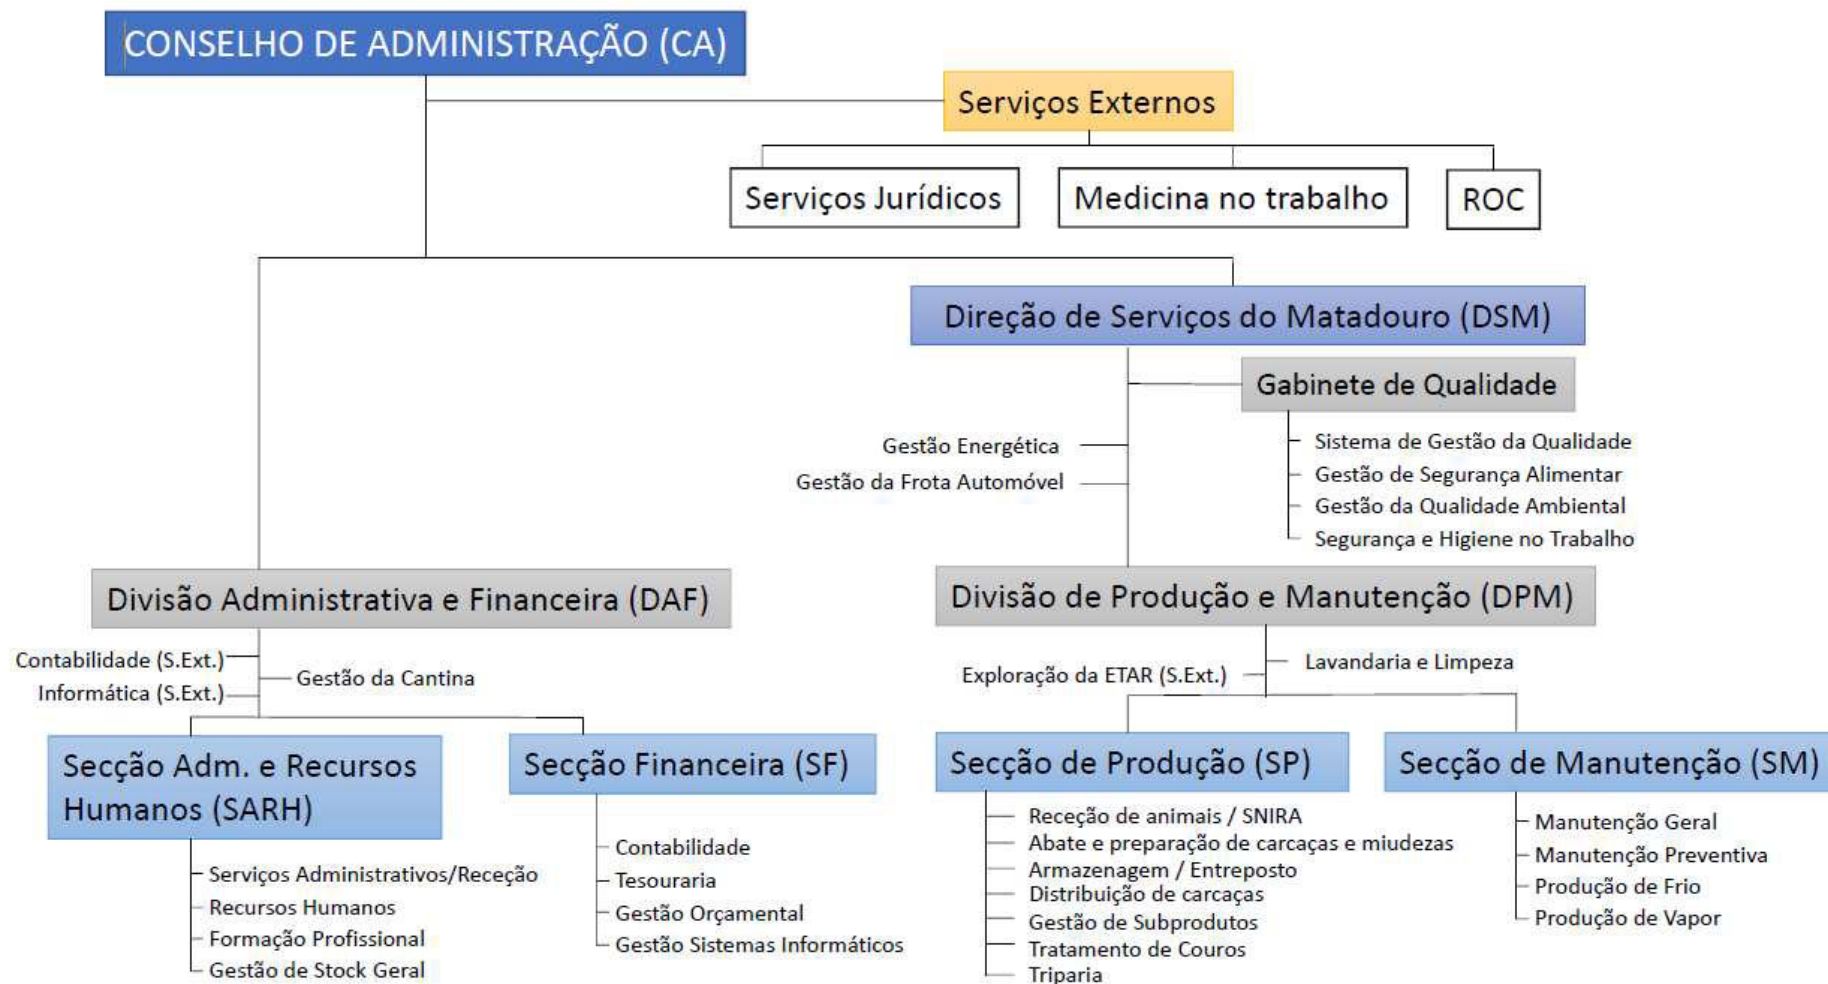 CONSELHO DE ADMINISTRAÇÃO (CA)
Serviços Externos
Serviços Jurídicos
Medicina no trabalho
ROC
Direção de Serviços do Matadouro (DSM)
Gabinete de Qualidade
Sistema de Gestão da Qualidade
Gestão de Segurança Alimentar
Gestão da Qualidade Ambiental
Segurança e Higiene no Trabalho
Gestão Energética
Gestão da Frota Automóvel
Divisão Administrativa e Financeira (DAF)
Contabilidade (S.Ext.)
Informática (S.Ext.)
Gestão da Cantina
Secção Adm. e Recursos
Humanos (SARH)
Serviços Administrativos/Receção
Recursos Humanos
Formação Profissional
Gestão de Stock Geral
Secção Financeira (SF)
Contabilidade
Tesouraria
Gestão Orçamental
Gestão Sistemas Informáticos
Divisão de Produção e Manutenção (DPM)
Exploração da ETAR (S.Ext.)
Lavandaria e Limpeza
Secção de Produção (SP)
Receção de animais / SNIRA
Abate e preparação de carcaças e miudezas
Armazenagem / Entreposto
Distribuição de carcaças
Gestão de Subprodutos
Tratamento de Couros
Triparia
Secção de Manutenção (SM)
Manutenção Geral
Manutenção Preventiva
Produção de Frio
Produção de Vapor